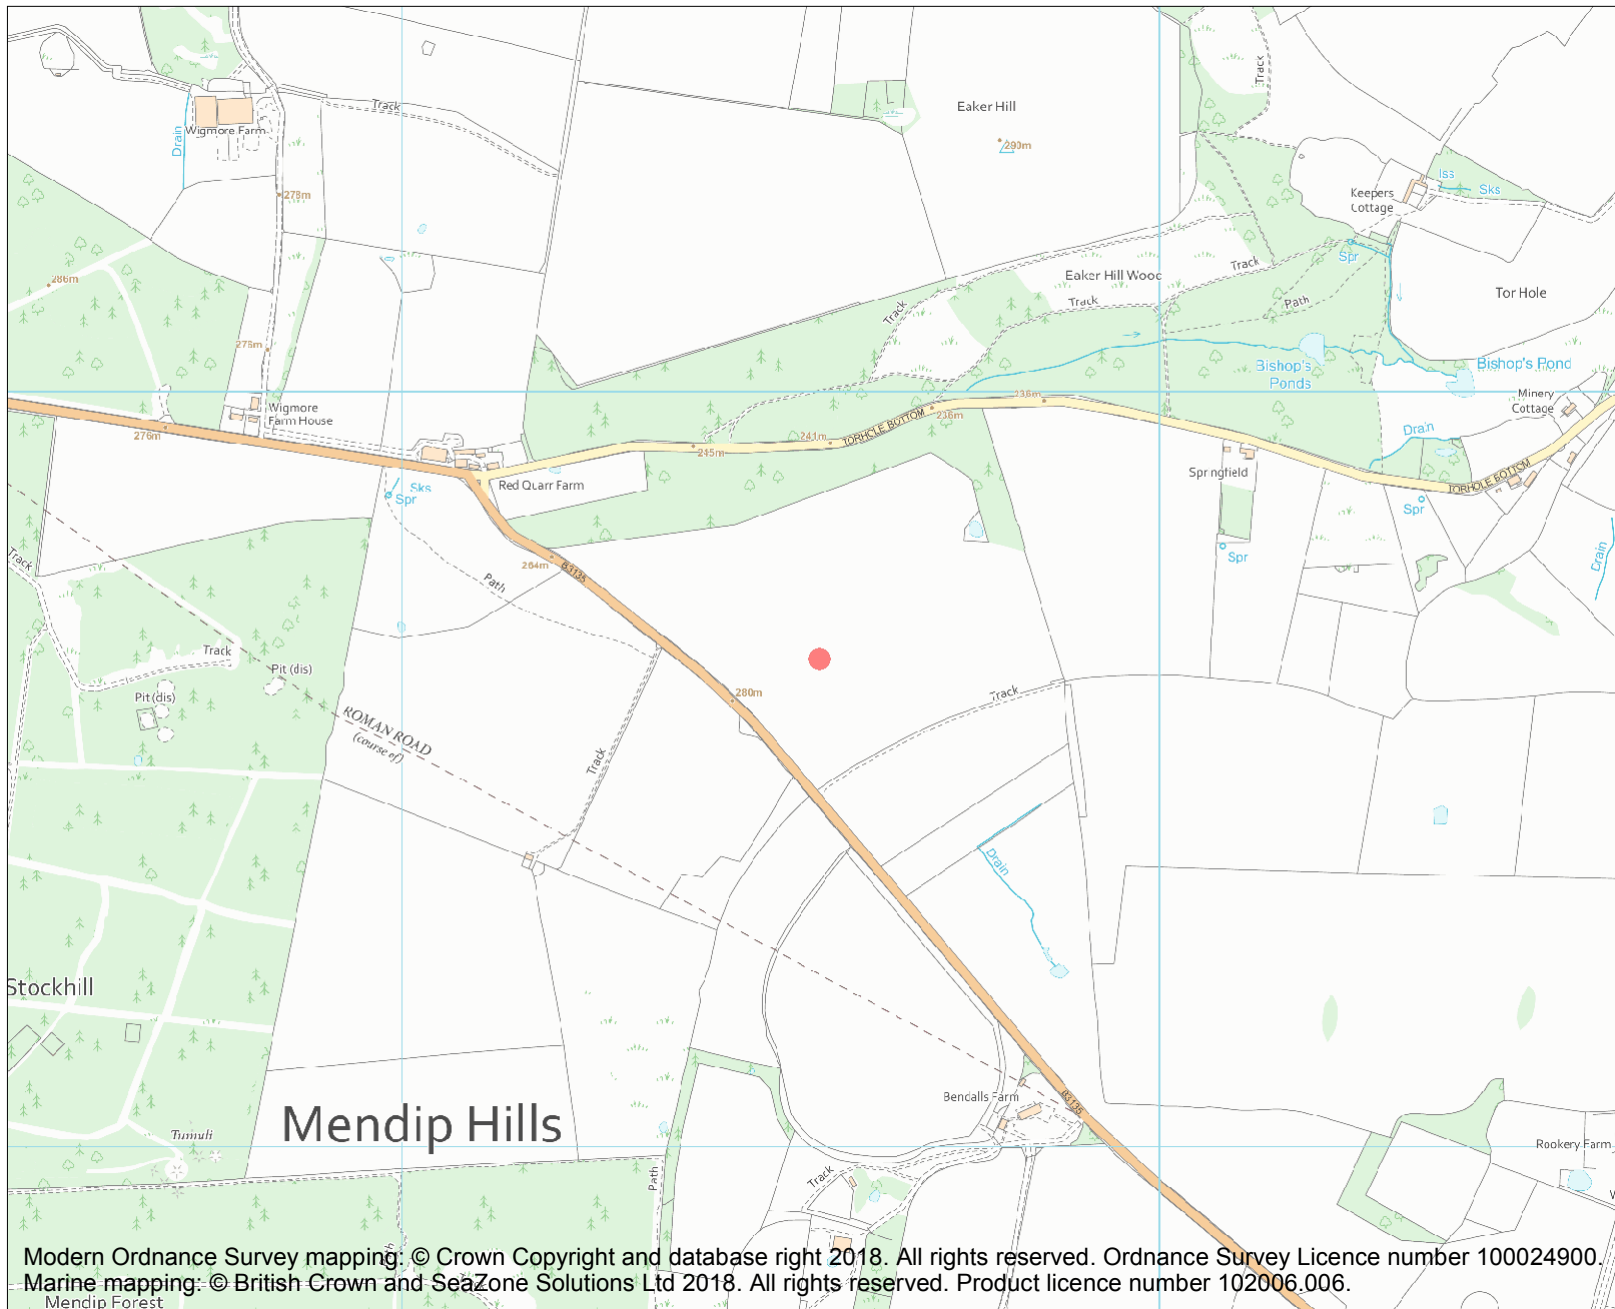 Eaker Hill
290m
Track
Track
Wigmore Farm
Drain
278m
Keepers
Cottage
Iss
Sks
Spr
Eaker Hill Wood
Track
Track
Track
Path
Tor Hole
286m
278m
Bishop's
Ponds
Bishop's Pond
Minery
Cottage
Wigmore
Farm House
276m
236m
236m
241m
TORHOLE BOTTOM
245m
Drain
Springfield
TORHOLE BOTTOM
Red Quarr Farm
Sks
Spr
Spr
Spr
Drain
Track
264m
B3135
Path
Track
Pit (dis)
Pit (dis)
280m
Track
ROMAN ROAD
(course of)
Track
Drain
Stockhill
Bendalls Farm
B3135
Mendip Hills
Tumuli
Rookery Farm
Path
Track
Modern Ordnance Survey mapping: © Crown Copyright and database right 2018. All rights reserved. Ordnance Survey Licence number 100024900.
Marine mapping: © British Crown and SeaZone Solutions Ltd 2018. All rights reserved. Product licence number 102006.006.
Mendip Forest